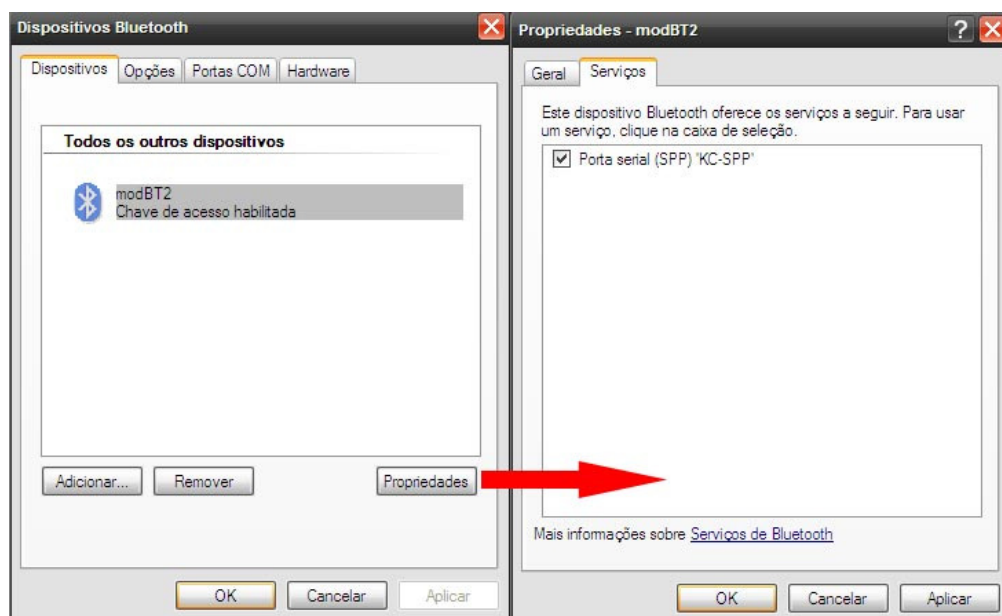 Dispositivos Bluetooth
Dispositivos
Opções
Portas COM
Hardware
Todos os outros dispositivos
modBT2
Chave de acesso habilitada
Adicionar...
Remover
Propriedades
OK
Cancelar
Aplicar
Propriedades - modBT2
Geral
Serviços
Este dispositivo Bluetooth oferece os serviços a seguir. Para usar
um serviço, clique na caixa de seleção.
Porta serial (SPP) 'KC-SPP'
Mais informações sobre Serviços de Bluetooth
OK
Cancelar
Aplicar